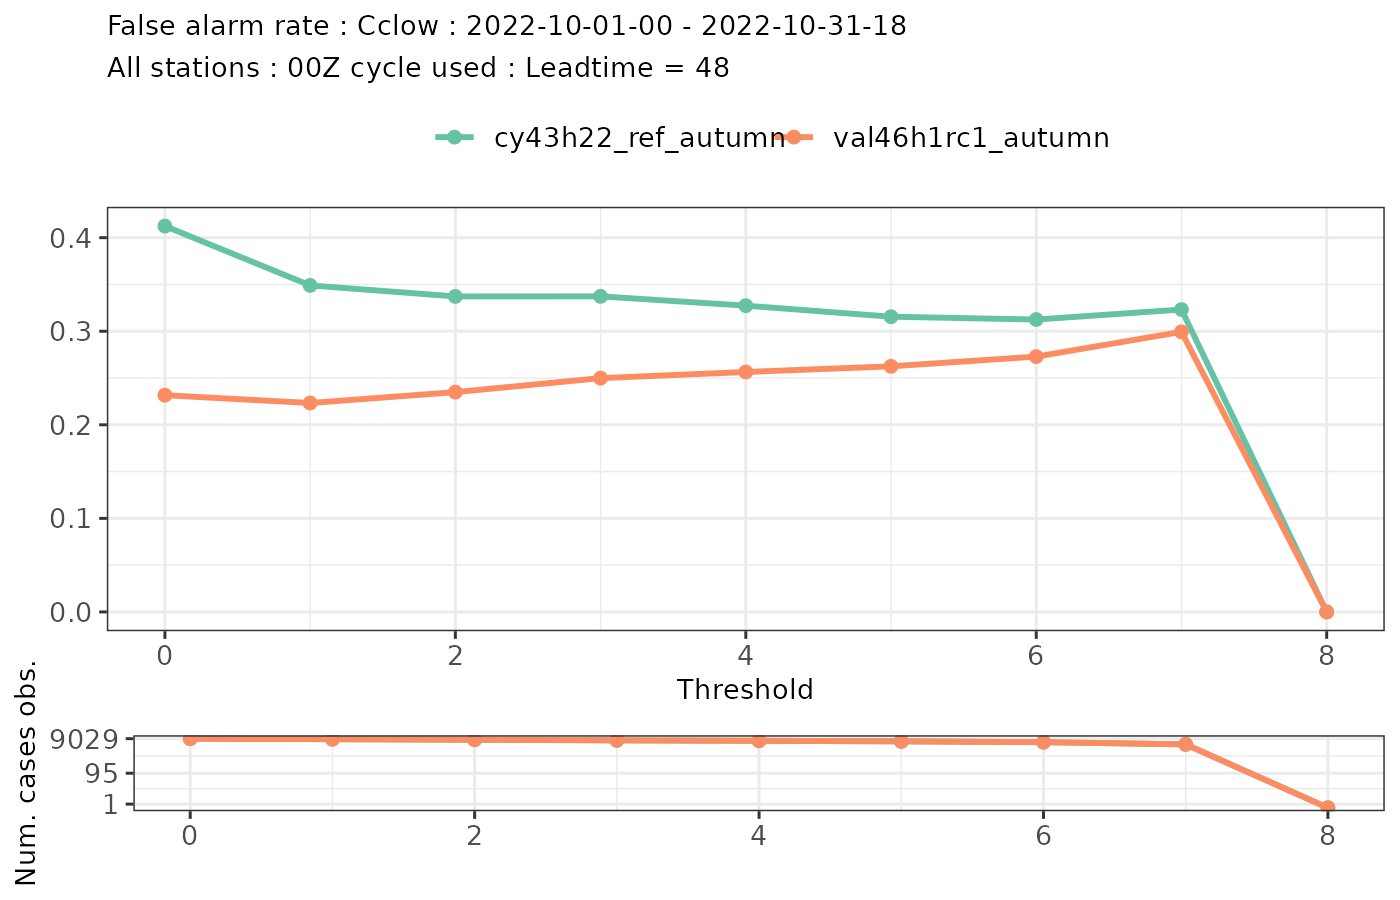 False alarm rate : Cclow : 2022-10-01-00 - 2022-10-31-18
All stations : 00Z cycle used : Leadtime = 48
cy43h22_ref_autumn val46h1rc1_autumn
0.4
0.3
0.2
0.1
0.0
0 2 4 6 8
Threshold
Num. cases obs.
9029
95
1
0 2 4 6 8